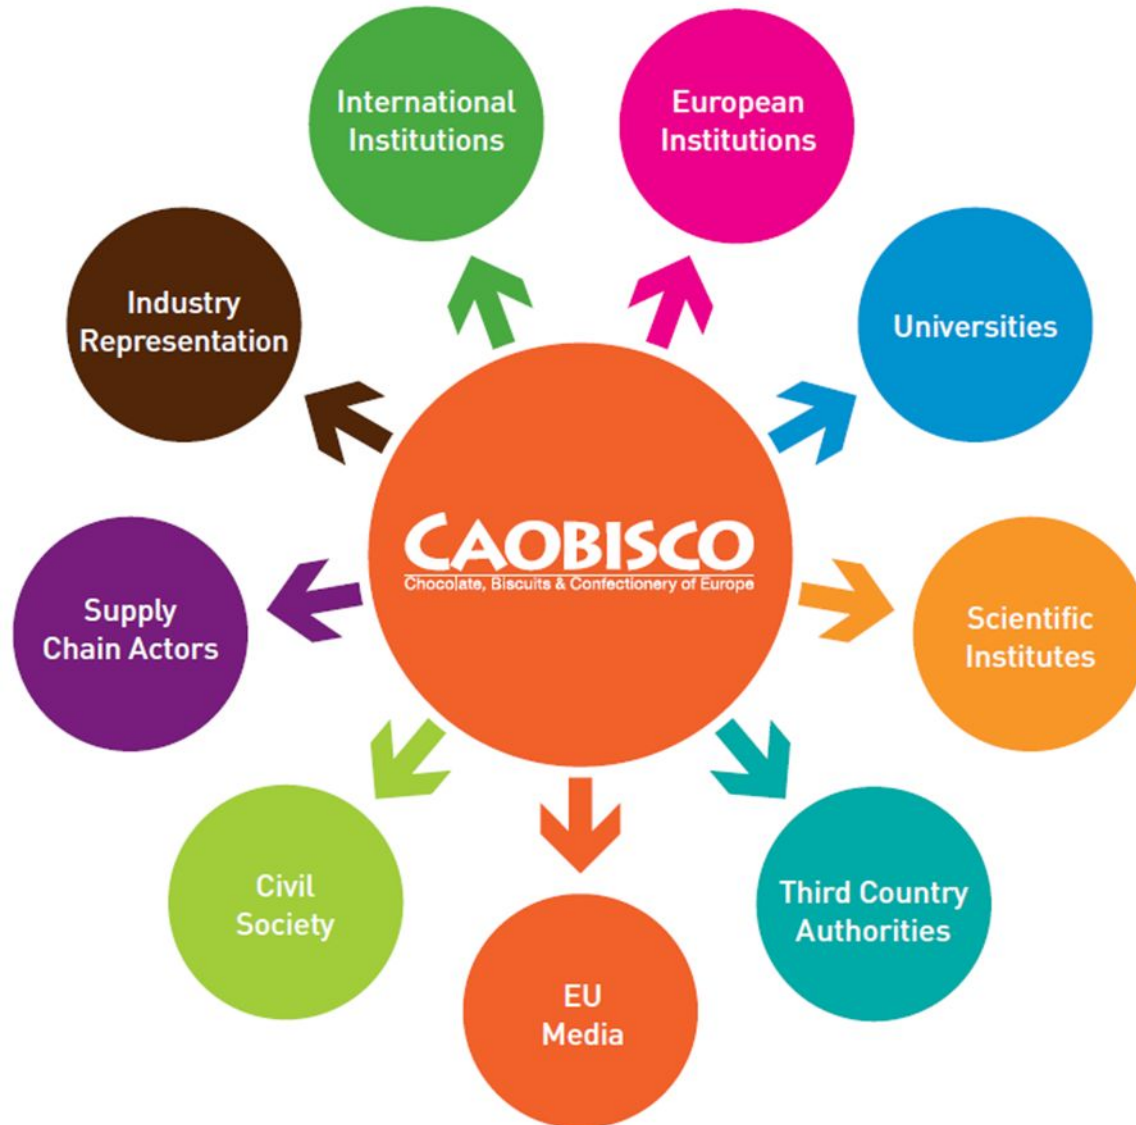 International
Institutions
European
Institutions
Industry
Representation
Universities
CAOBISCO
Chocolate, Biscuits & Confectionery of Europe
Supply
Chain Actors
Scientific
Institutes
Civil
Society
Third Country
Authorities
EU
Media